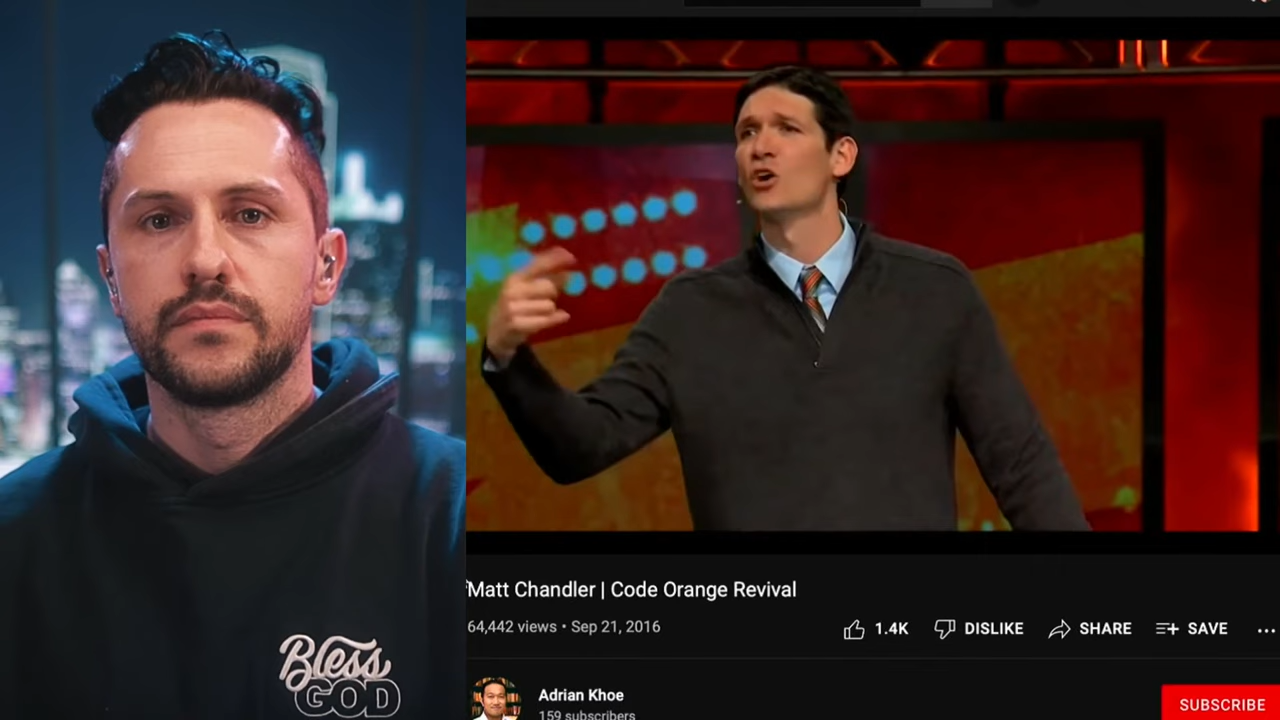 Bless
GOD
Matt Chandler | Code Orange Revival
64,442 views • Sep 21, 2016
1.4K
DISLIKE
SHARE
SAVE
Adrian Khoe
159 subscribers
SUBSCRIBE